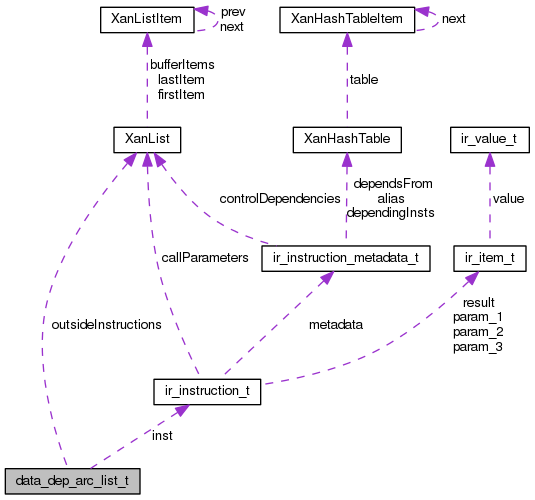 XanListItem
prev
next
XanHashTableItem
next
bufferItems
lastItem
firstItem
table
XanList
XanHashTable
ir_value_t
controlDependencies
dependsFrom
alias
dependingInsts
value
callParameters
ir_instruction_metadata_t
ir_item_t
outsideInstructions
metadata
result
param_1
param_2
param_3
ir_instruction_t
inst
data_dep_arc_list_t